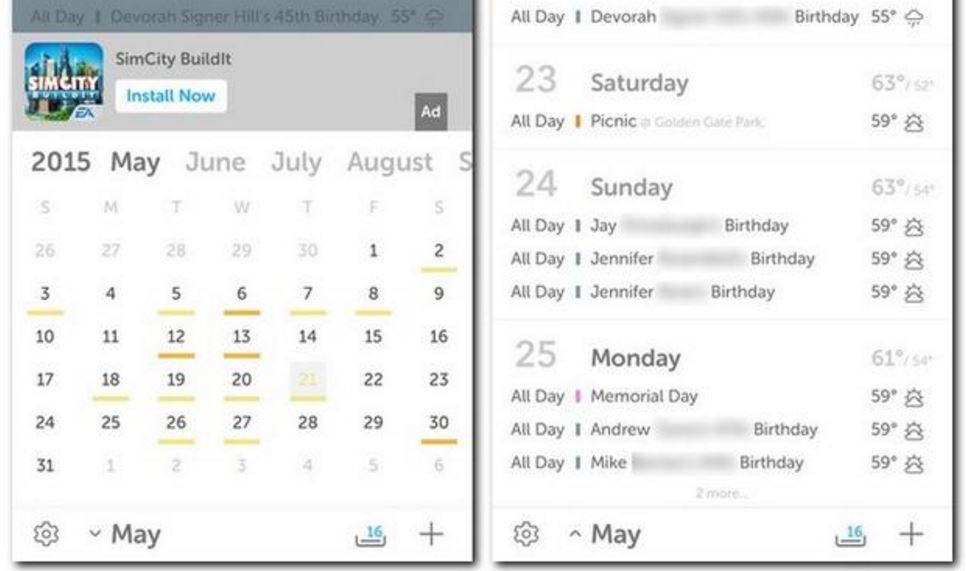 All Day Devorah Signer Hill's 45th Birthday 55°
SimCity BuildIt
SIMCITY
BUILDIT
EA
Install Now
Ad
2015 May June July August S
S M T W T F S
26 27 28 29 30 1 2
3 4 5 6 7 8 9
10 11 12 13 14 15 16
17 18 19 20 21 22 23
24 25 26 27 28 29 30
31 1 2 3 4 5 6
May 16
All Day Devorah Birthday 55°
23 Saturday 63°/ 52°
All Day Picnic @ Golden Gate Park, 59°
24 Sunday 63°/ 54°
All Day Jay Birthday 59°
All Day Jennifer Birthday 59°
All Day Jennifer Birthday 59°
25 Monday 61°/ 54°
All Day Memorial Day 59°
All Day Andrew Birthday 59°
All Day Mike Birthday 59°
2 more...
May 16